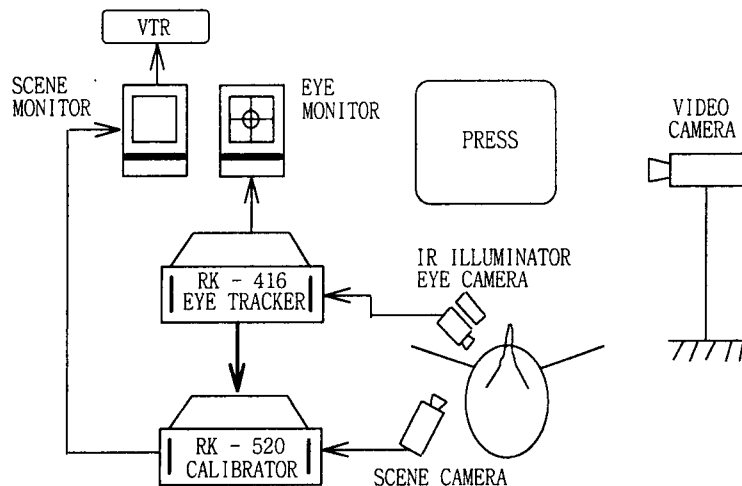 VTR
SCENE
MONITOR
EYE
MONITOR
PRESS
VIDEO
CAMERA
IR ILLUMINATOR
EYE CAMERA
RK - 416
EYE TRACKER
RK - 520
CALIBRATOR
SCENE CAMERA